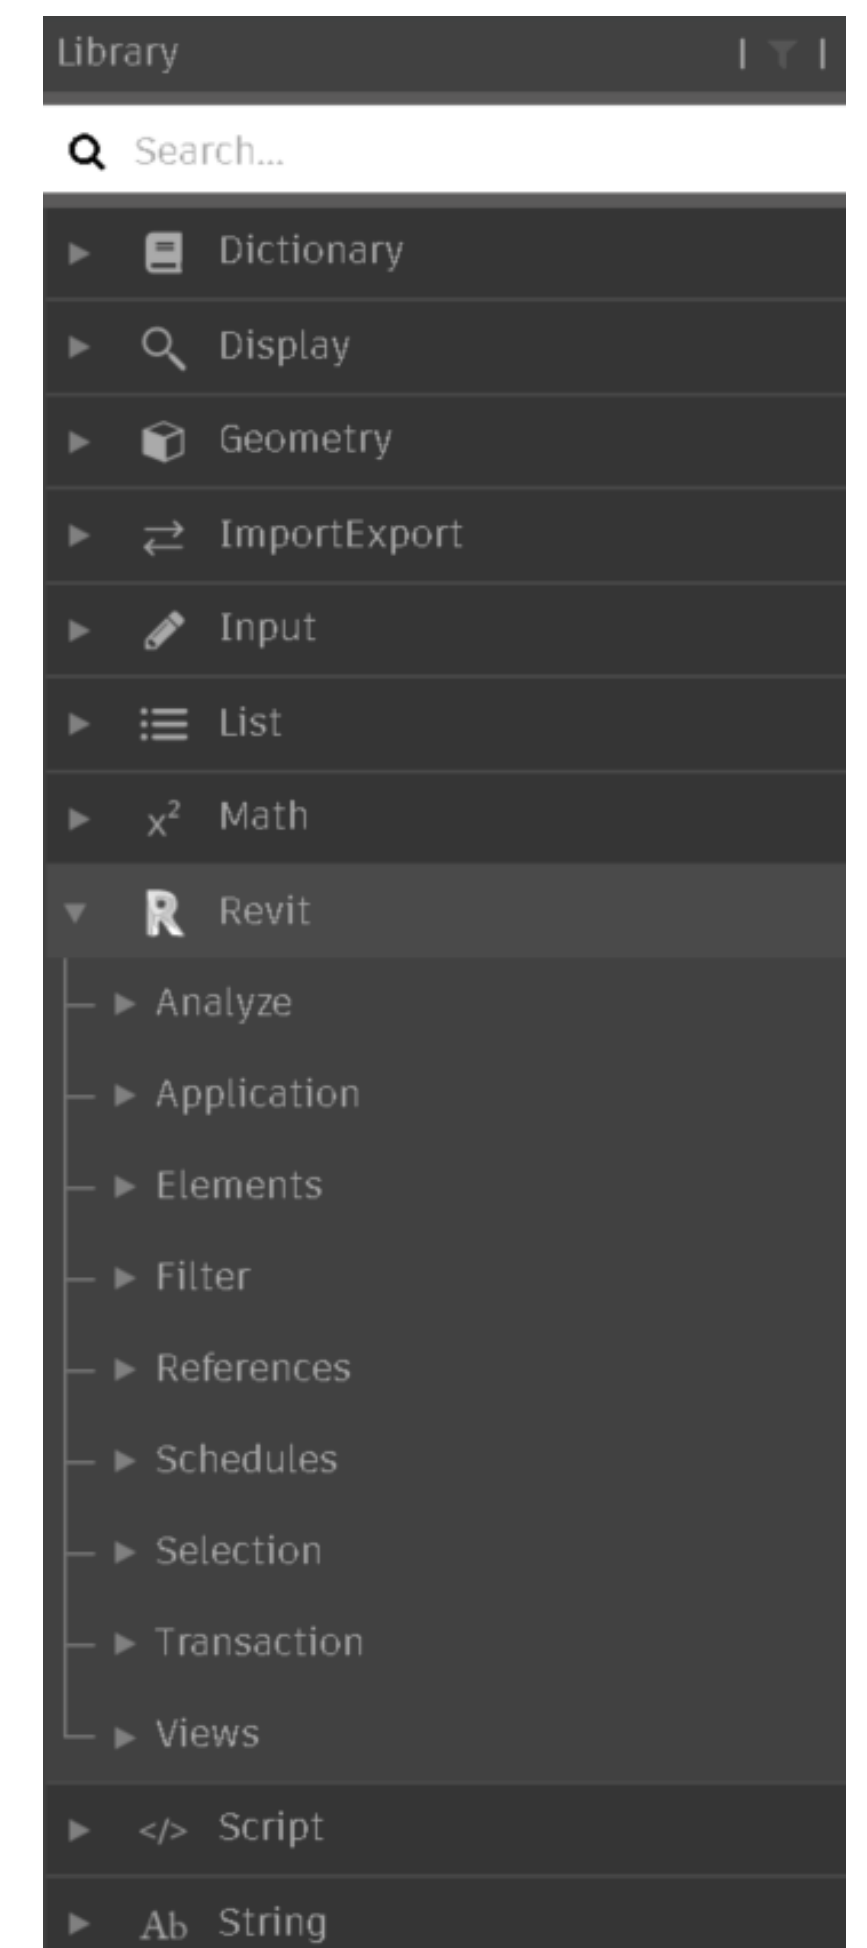 Library
Search...
Dictionary
Display
Geometry
ImportExport
Input
List
x² Math
R Revit
Analyze
Application
Elements
Filter
References
Schedules
Selection
Transaction
Views
</> Script
Ab String